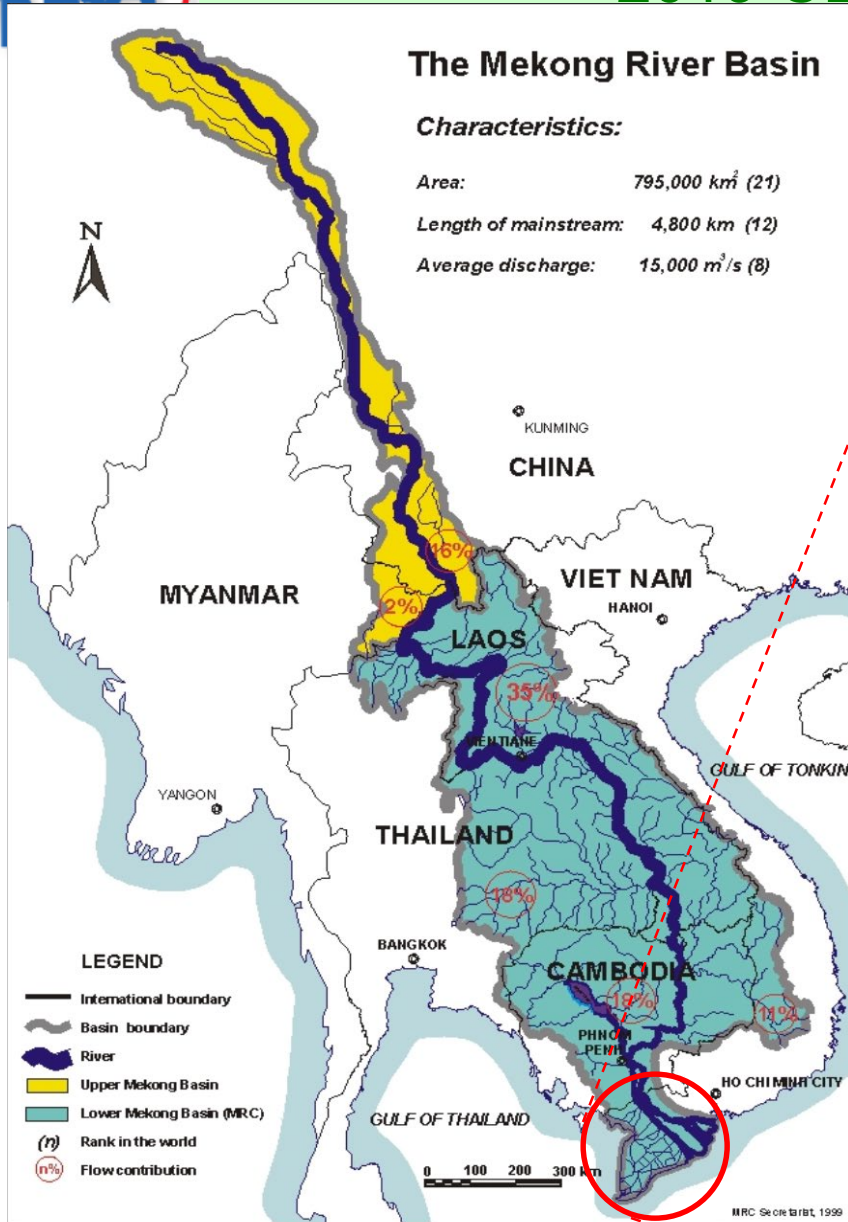 The Mekong River Basin
Characteristics:
Area: 795,000 km² (21)
Length of mainstream: 4,800 km (12)
Average discharge: 15,000 m³/s (8)
N
KUNMING
CHINA
16%
VIET NAM
MYANMAR
2%
HANOI
LAOS
35%
VIENTIANE
GULF OF TONKIN
YANGON
THAILAND
18%
BANGKOK
LEGEND
CAMBODIA
International boundary
18%
11%
Basin boundary
PHNOM
PENH
River
Upper Mekong Basin
HO CHI MINH CITY
Lower Mekong Basin (MRC)
GULF OF THAILAND
(n) Rank in the world
n% Flow contribution
0 100 200 300 km
MRC Secretariat, 1999